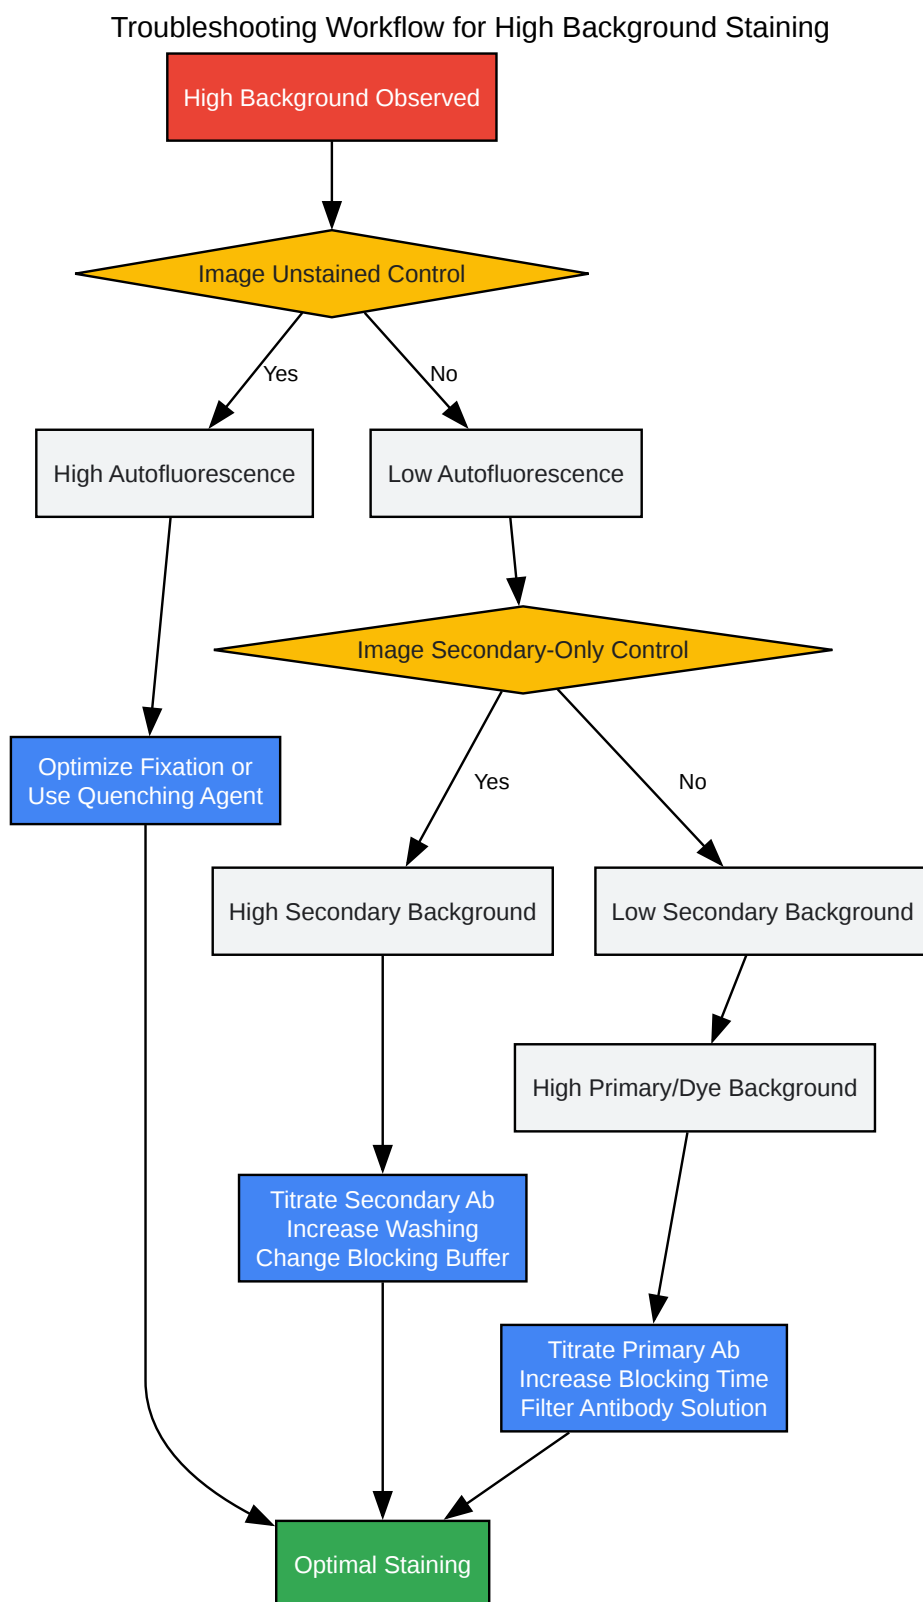 Troubleshooting Workflow for High Background Staining
High Background Observed
Image Unstained Control
Yes
No
High Autofluorescence
Low Autofluorescence
Image Secondary-Only Control
Optimize Fixation or
Use Quenching Agent
Yes
No
High Secondary Background
Low Secondary Background
High Primary/Dye Background
Titrate Secondary Ab
Increase Washing
Change Blocking Buffer
Titrate Primary Ab
Increase Blocking Time
Filter Antibody Solution
Optimal Staining